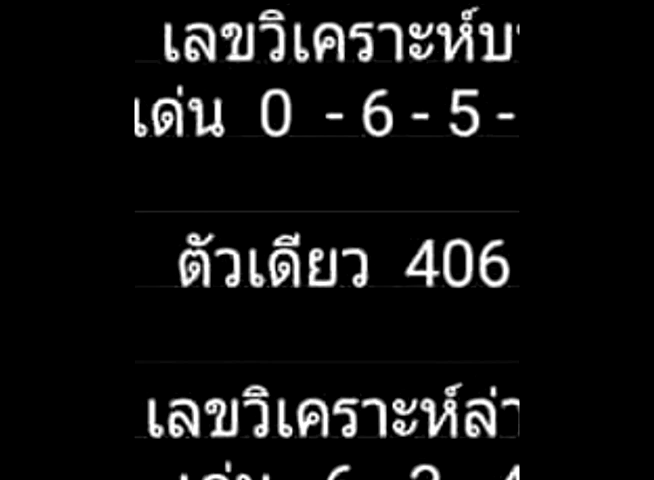 เลขวิเคราะห์บ
เด่น 0 - 6 - 5 -
ตัวเดียว 406
เลขวิเคราะห์ล่า